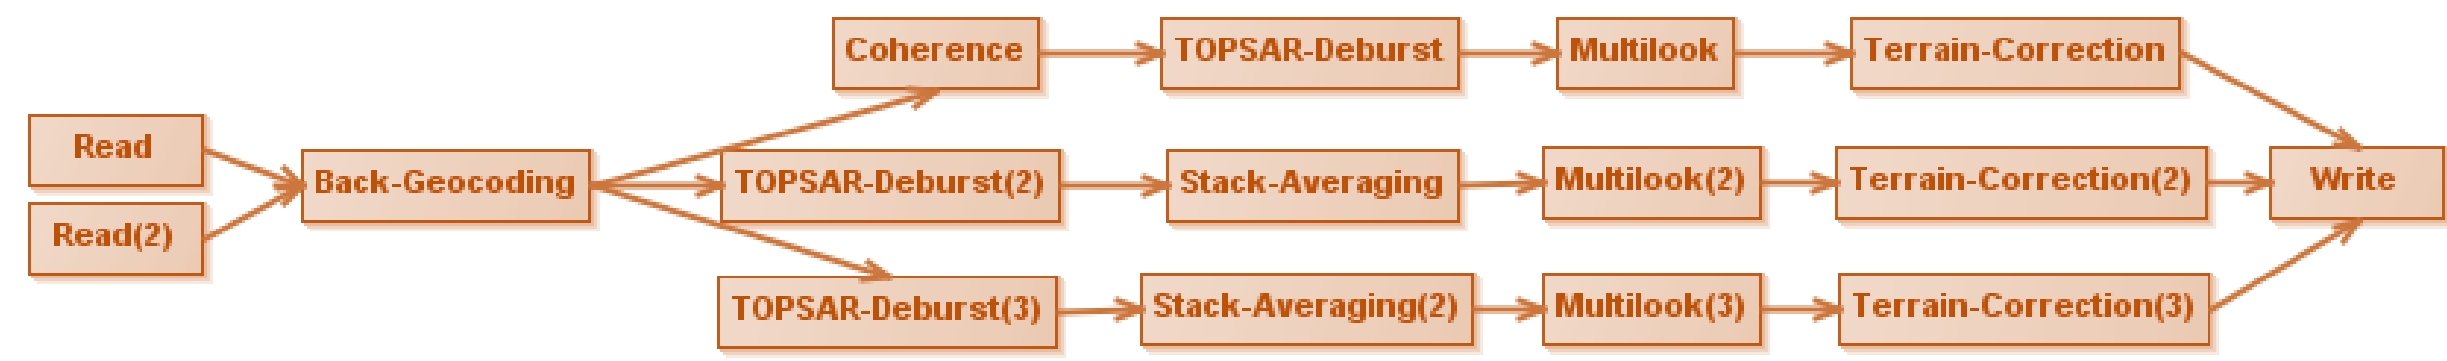 Read
Read(2)
Back-Geocoding
Coherence
TOPSAR-Deburst
Multilook
Terrain-Correction
TOPSAR-Deburst(2)
Stack-Averaging
Multilook(2)
Terrain-Correction(2)
TOPSAR-Deburst(3)
Stack-Averaging(2)
Multilook(3)
Terrain-Correction(3)
Write